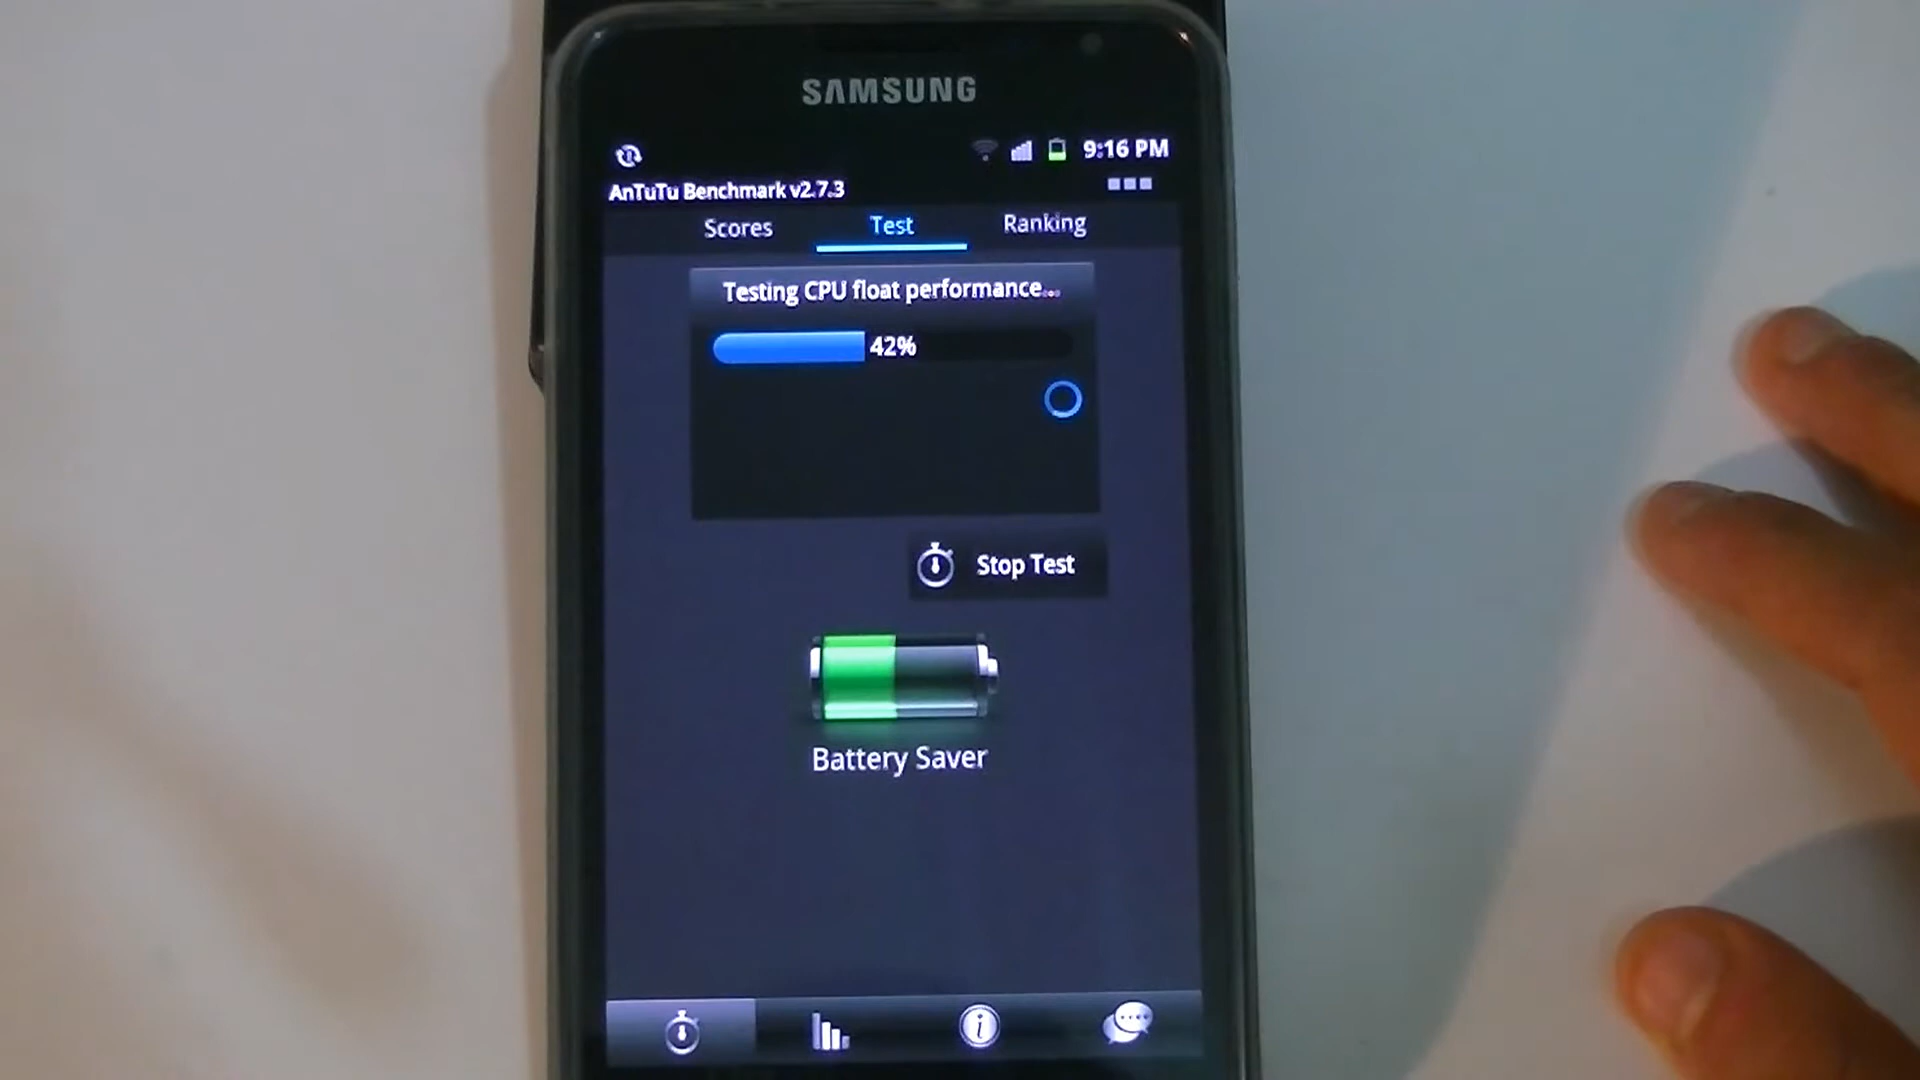 SAMSUNG
9:16 PM
AnTuTu Benchmark v2.7.3
Scores Test Ranking
Testing CPU float performance...
42%
Stop Test
Battery Saver